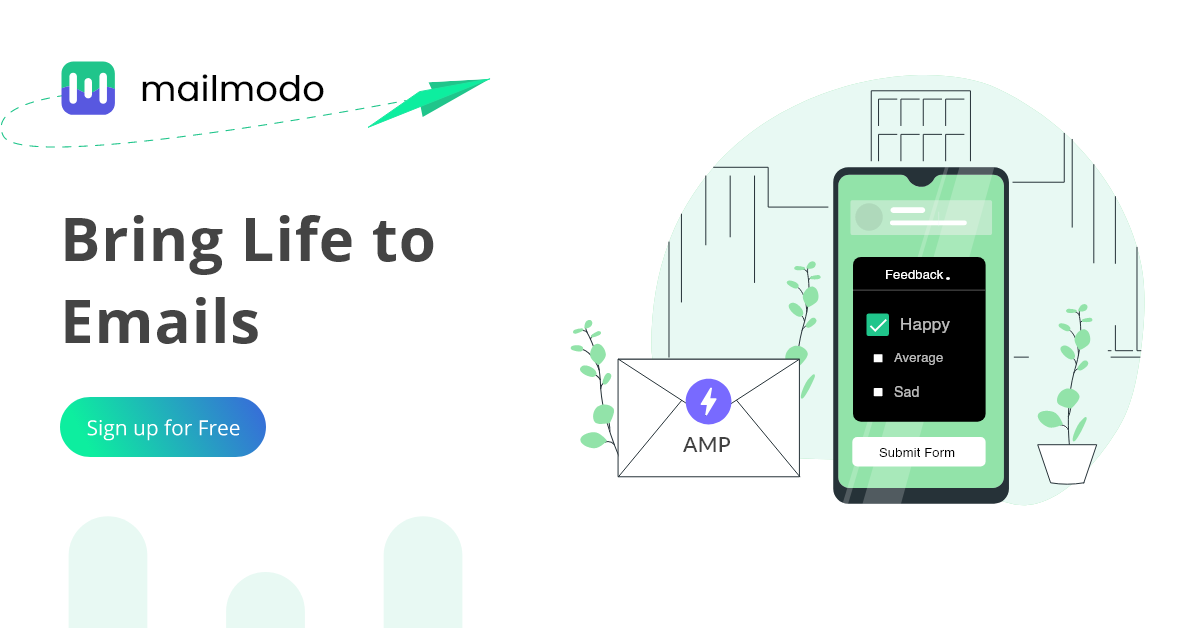 mailmodo
Bring Life to
Emails
Sign up for Free
AMP
Feedback.
Happy
Average
Sad
Submit Form